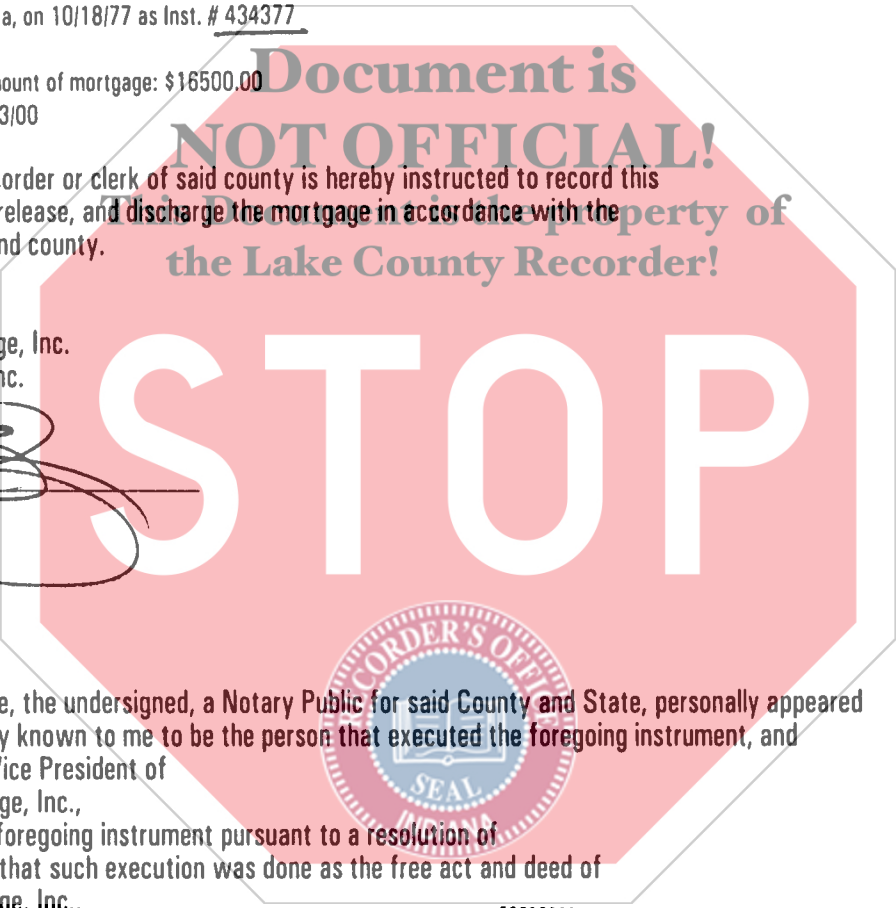 a, on 10/18/77 as Inst. # 434377
ount of mortgage: $16500.00
Document is
3/00
NOT OFFICIAL!
order or clerk of said county is hereby instructed to record this
release, and discharge the mortgage in accordance with the
This Document is the property of
nd county.
the Lake County Recorder!
ge, Inc.
nc.
STOP
RECORDER'S OFFICE
e, the undersigned, a Notary Public for said County and State, personally appeared
y known to me to be the person that executed the foregoing instrument, and
Vice President of
SEAL
ge, Inc.,
INDIANA
foregoing instrument pursuant to a resolution of
that such execution was done as the free act and deed of
ge, Inc.